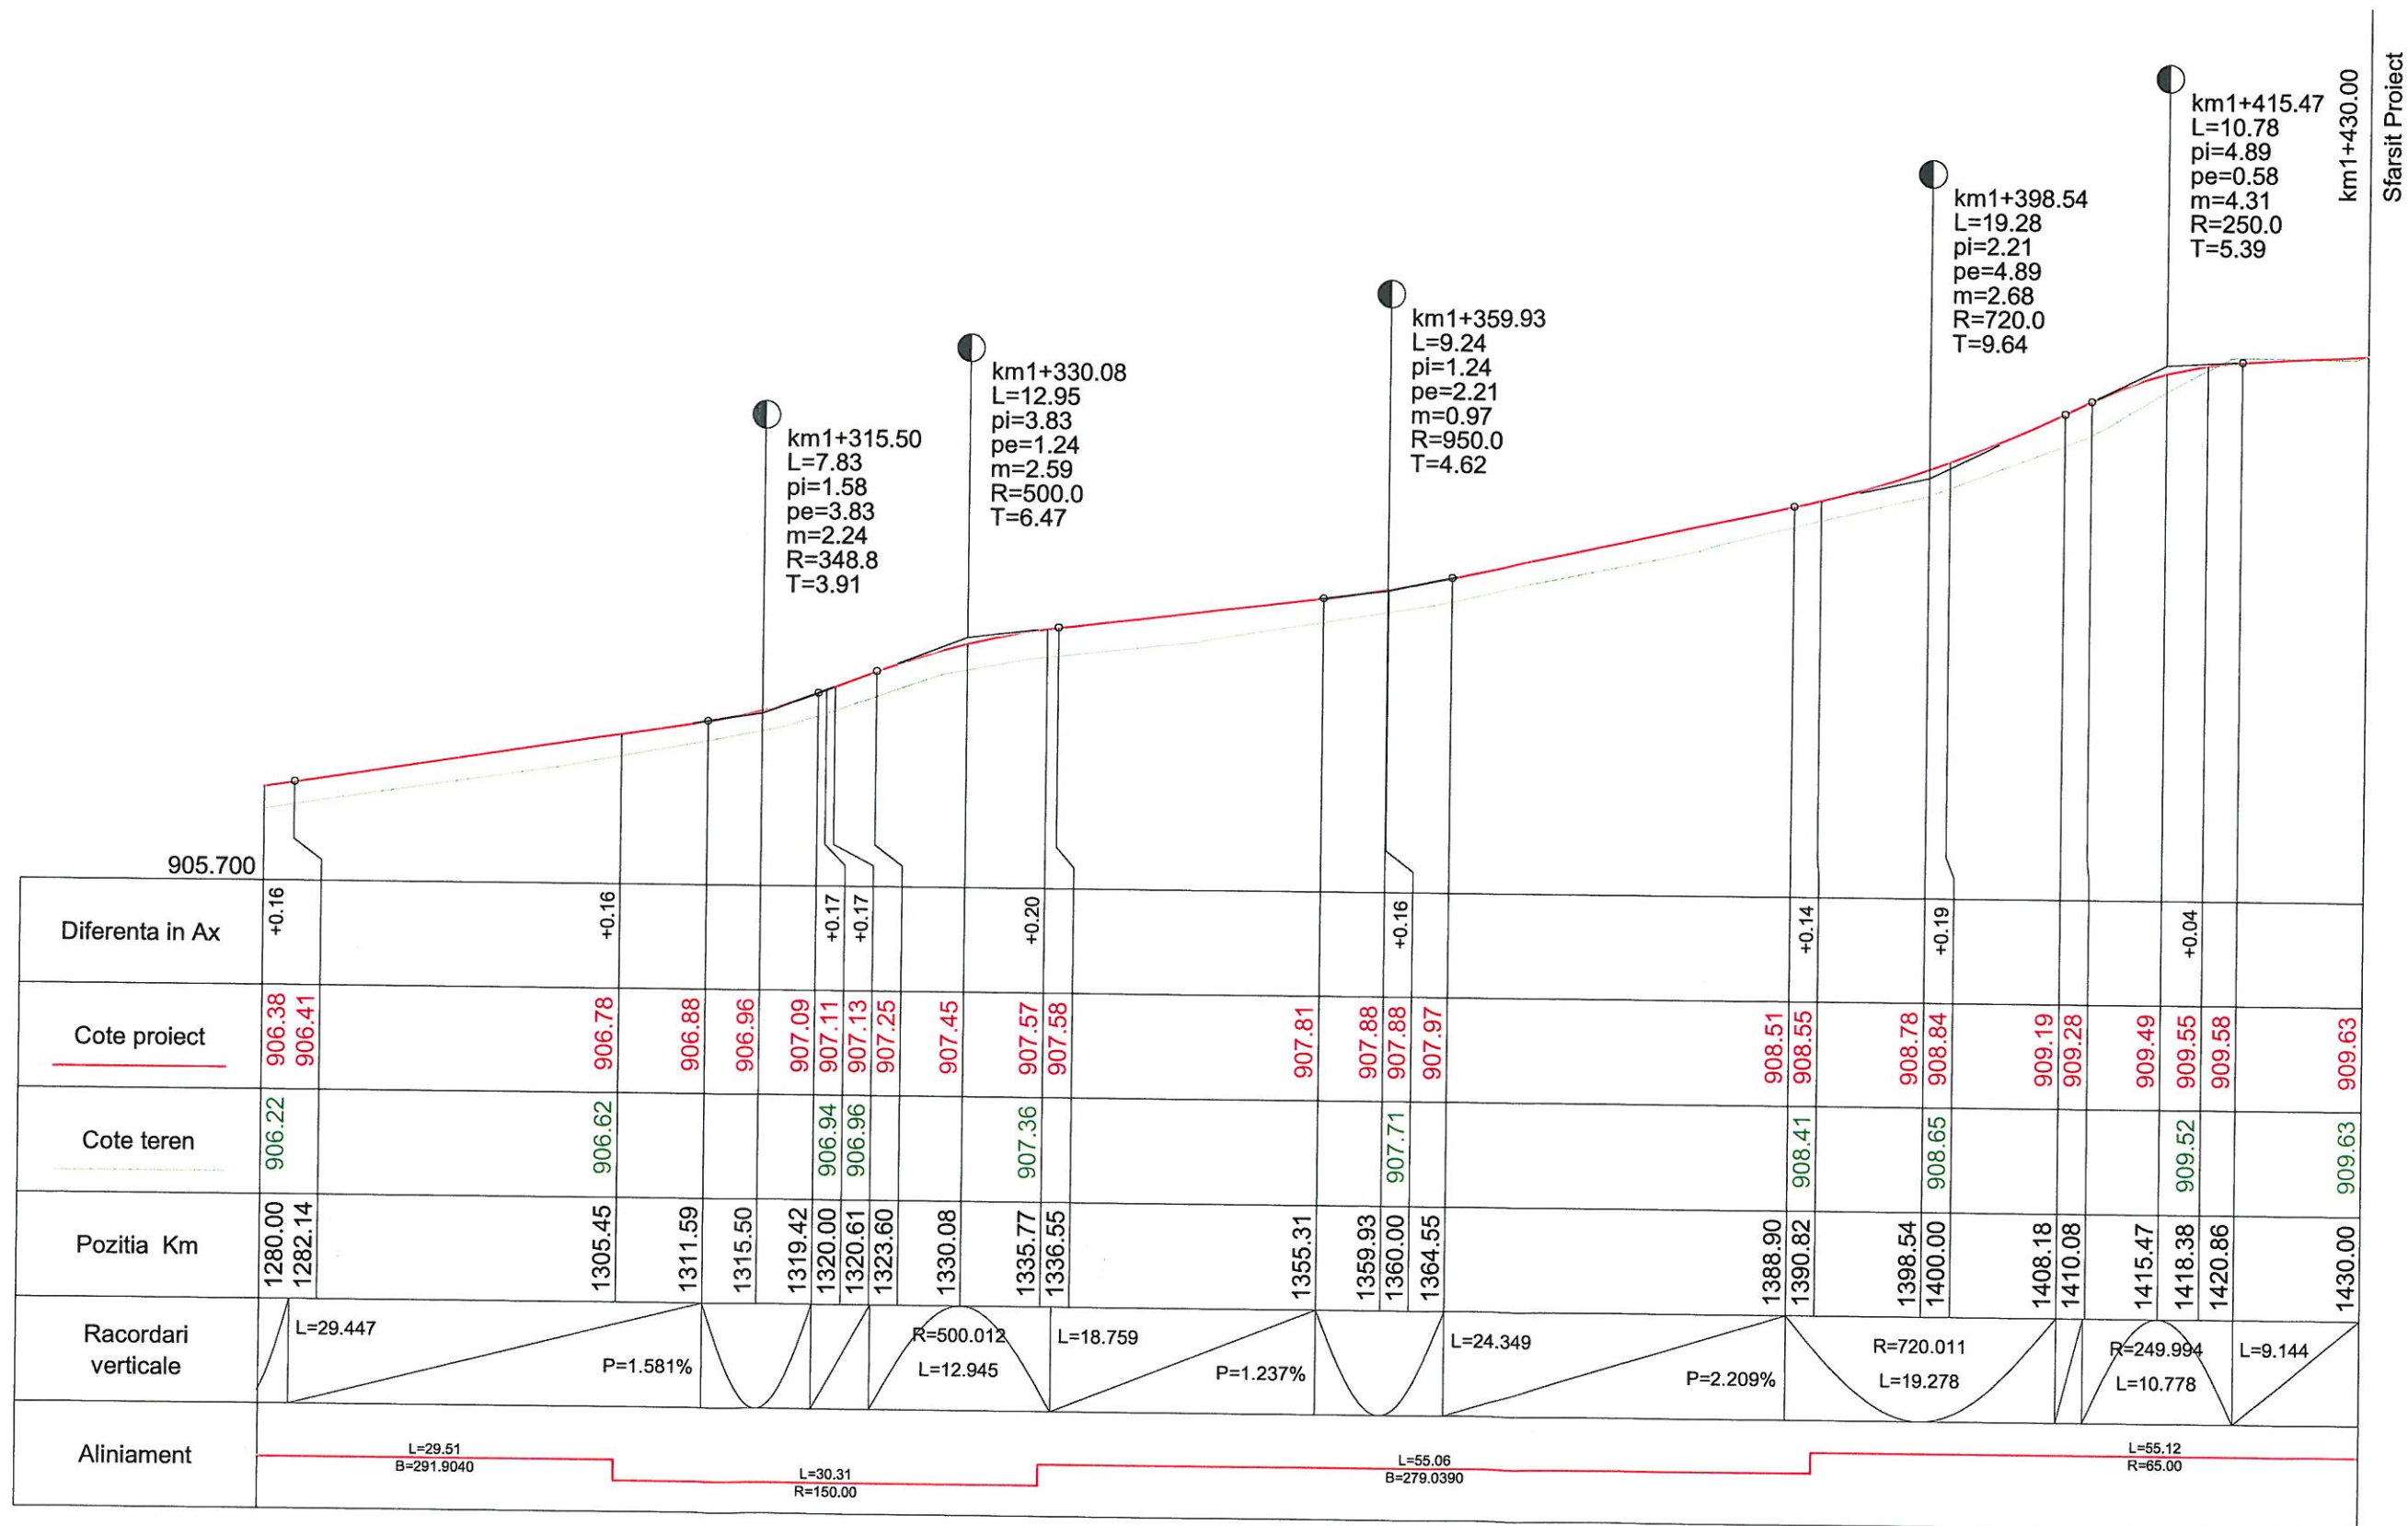 km1+415.47
L=10.78
pi=4.89
pe=0.58
m=4.31
R=250.0
T=5.39
km1+430.00
Sfarsit Proiect
km1+398.54
L=19.28
pi=2.21
pe=4.89
m=2.68
R=720.0
T=9.64
km1+359.93
L=9.24
pi=1.24
pe=2.21
m=0.97
R=950.0
T=4.62
km1+330.08
L=12.95
pi=3.83
pe=1.24
m=2.59
R=500.0
T=6.47
km1+315.50
L=7.83
pi=1.58
pe=3.83
m=2.24
R=348.8
T=3.91
905.700
Diferenta in Ax
+0.16
+0.16
+0.17
+0.17
+0.20
+0.16
+0.14
+0.19
+0.04
Cote proiect
906.38
906.41
906.78
906.88
906.96
907.09
907.11
907.13
907.25
907.45
907.57
907.58
907.81
907.88
907.88
907.97
908.51
908.55
908.78
908.84
909.19
909.28
909.49
909.55
909.58
909.63
Cote teren
906.22
906.62
906.94
906.96
907.36
907.71
908.41
908.65
909.52
909.63
Pozitia Km
1280.00
1282.14
1305.45
1311.59
1315.50
1319.42
1320.00
1320.61
1323.60
1330.08
1335.77
1336.55
1355.31
1359.93
1360.00
1364.55
1388.90
1390.82
1398.54
1400.00
1408.18
1410.08
1415.47
1418.38
1420.86
1430.00
Racordari
verticale
L=29.447
P=1.581%
R=500.012
L=12.945
L=18.759
P=1.237%
L=24.349
P=2.209%
R=720.011
L=19.278
R=249.994
L=10.778
L=9.144
Aliniament
L=29.51
B=291.9040
L=30.31
R=150.00
L=55.06
B=279.0390
L=55.12
R=65.00